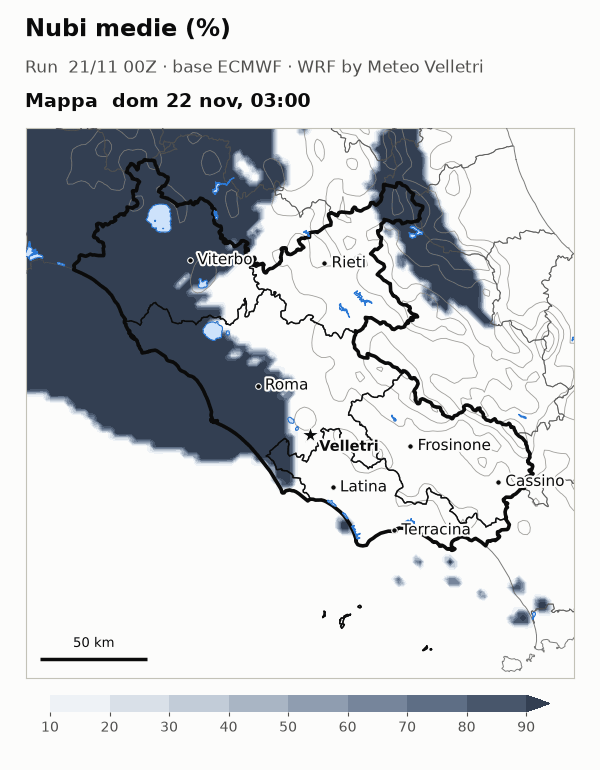 Nubi medie (%)
Run  21/11 00Z · base ECMWF · WRF by Meteo Velletri
Mappa  dom 22 nov, 03:00
Viterbo
Rieti
Roma
Velletri
Frosinone
Latina
Cassino
Terracina
50 km
10 20 30 40 50 60 70 80 90